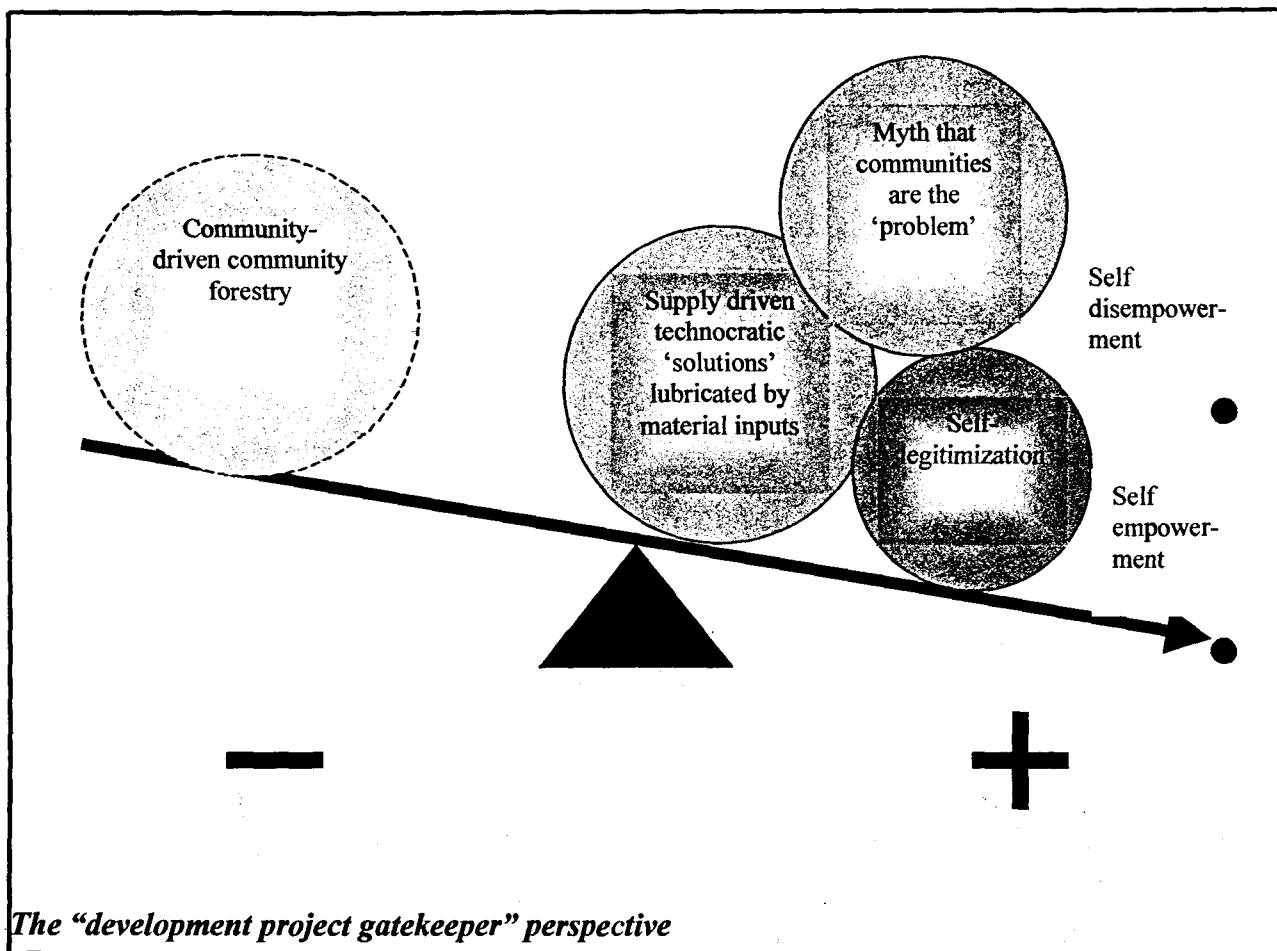 Community-
driven community
forestry
Supply driven
technocratic
‘solutions’
lubricated by
material inputs
Myth that
communities
are the
‘problem’
Self-
legitimization
Self
disempower-
ment
Self
empower-
ment
The “development project gatekeeper” perspective